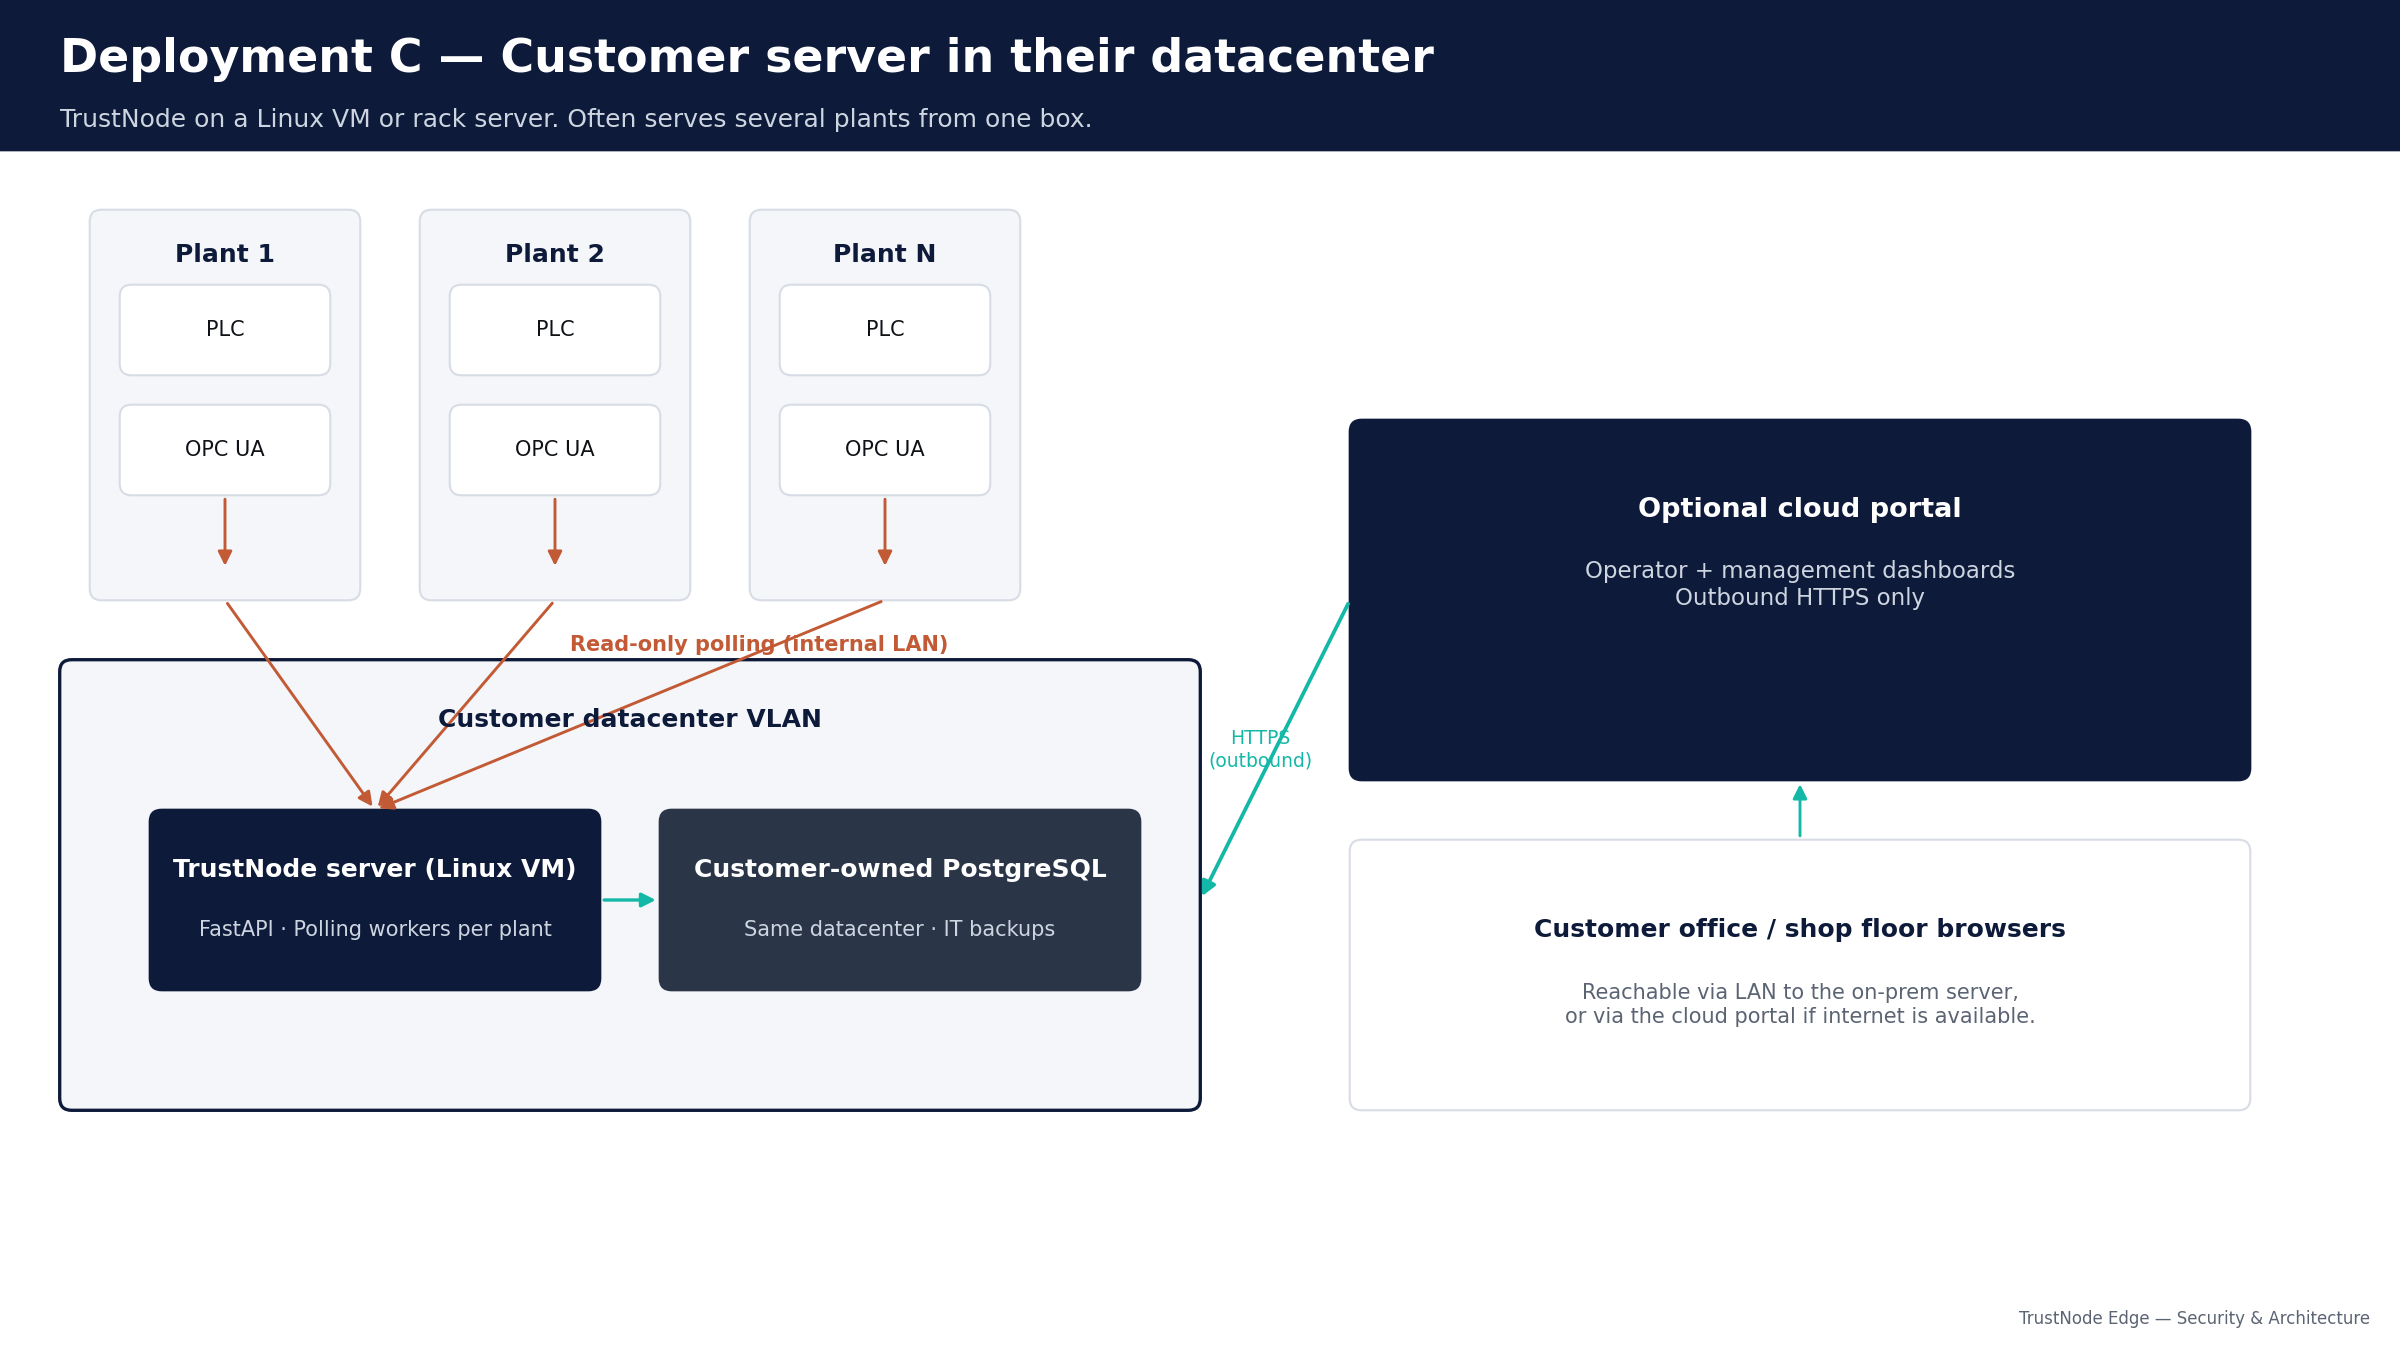 Deployment C — Customer server in their datacenter
TrustNode on a Linux VM or rack server. Often serves several plants from one box.
Plant 1
PLC
OPC UA
Plant 2
PLC
OPC UA
Plant N
PLC
OPC UA
Read-only polling (internal LAN)
Customer datacenter VLAN
TrustNode server (Linux VM)
FastAPI · Polling workers per plant
Customer-owned PostgreSQL
Same datacenter · IT backups
HTTPS
(outbound)
Optional cloud portal
Operator + management dashboards
Outbound HTTPS only
Customer office / shop floor browsers
Reachable via LAN to the on-prem server,
or via the cloud portal if internet is available.
TrustNode Edge — Security & Architecture